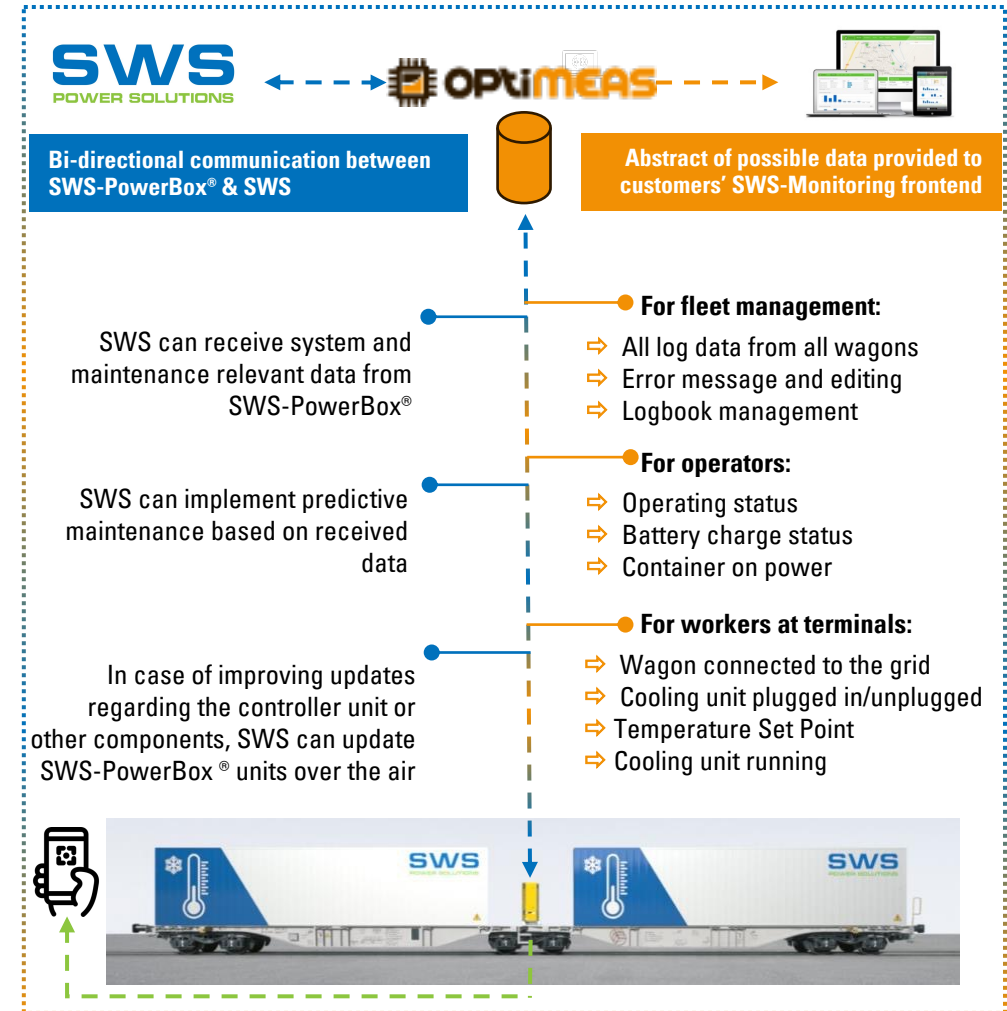 SWS
POWER SOLUTIONS
OPtiMEAS
Bi-directional communication between
SWS-PowerBox® & SWS
Abstract of possible data provided to
customers’ SWS-Monitoring frontend
SWS can receive system and
maintenance relevant data from
SWS-PowerBox®
SWS can implement predictive
maintenance based on received
data
In case of improving updates
regarding the controller unit or
other components, SWS can update
SWS-PowerBox ® units over the air
For fleet management:
⇨ All log data from all wagons
⇨ Error message and editing
⇨ Logbook management
For operators:
⇨ Operating status
⇨ Battery charge status
⇨ Container on power
For workers at terminals:
⇨ Wagon connected to the grid
⇨ Cooling unit plugged in/unplugged
⇨ Temperature Set Point
⇨ Cooling unit running
SWS
POWER SOLUTIONS
SWS
POWER SOLUTIONS